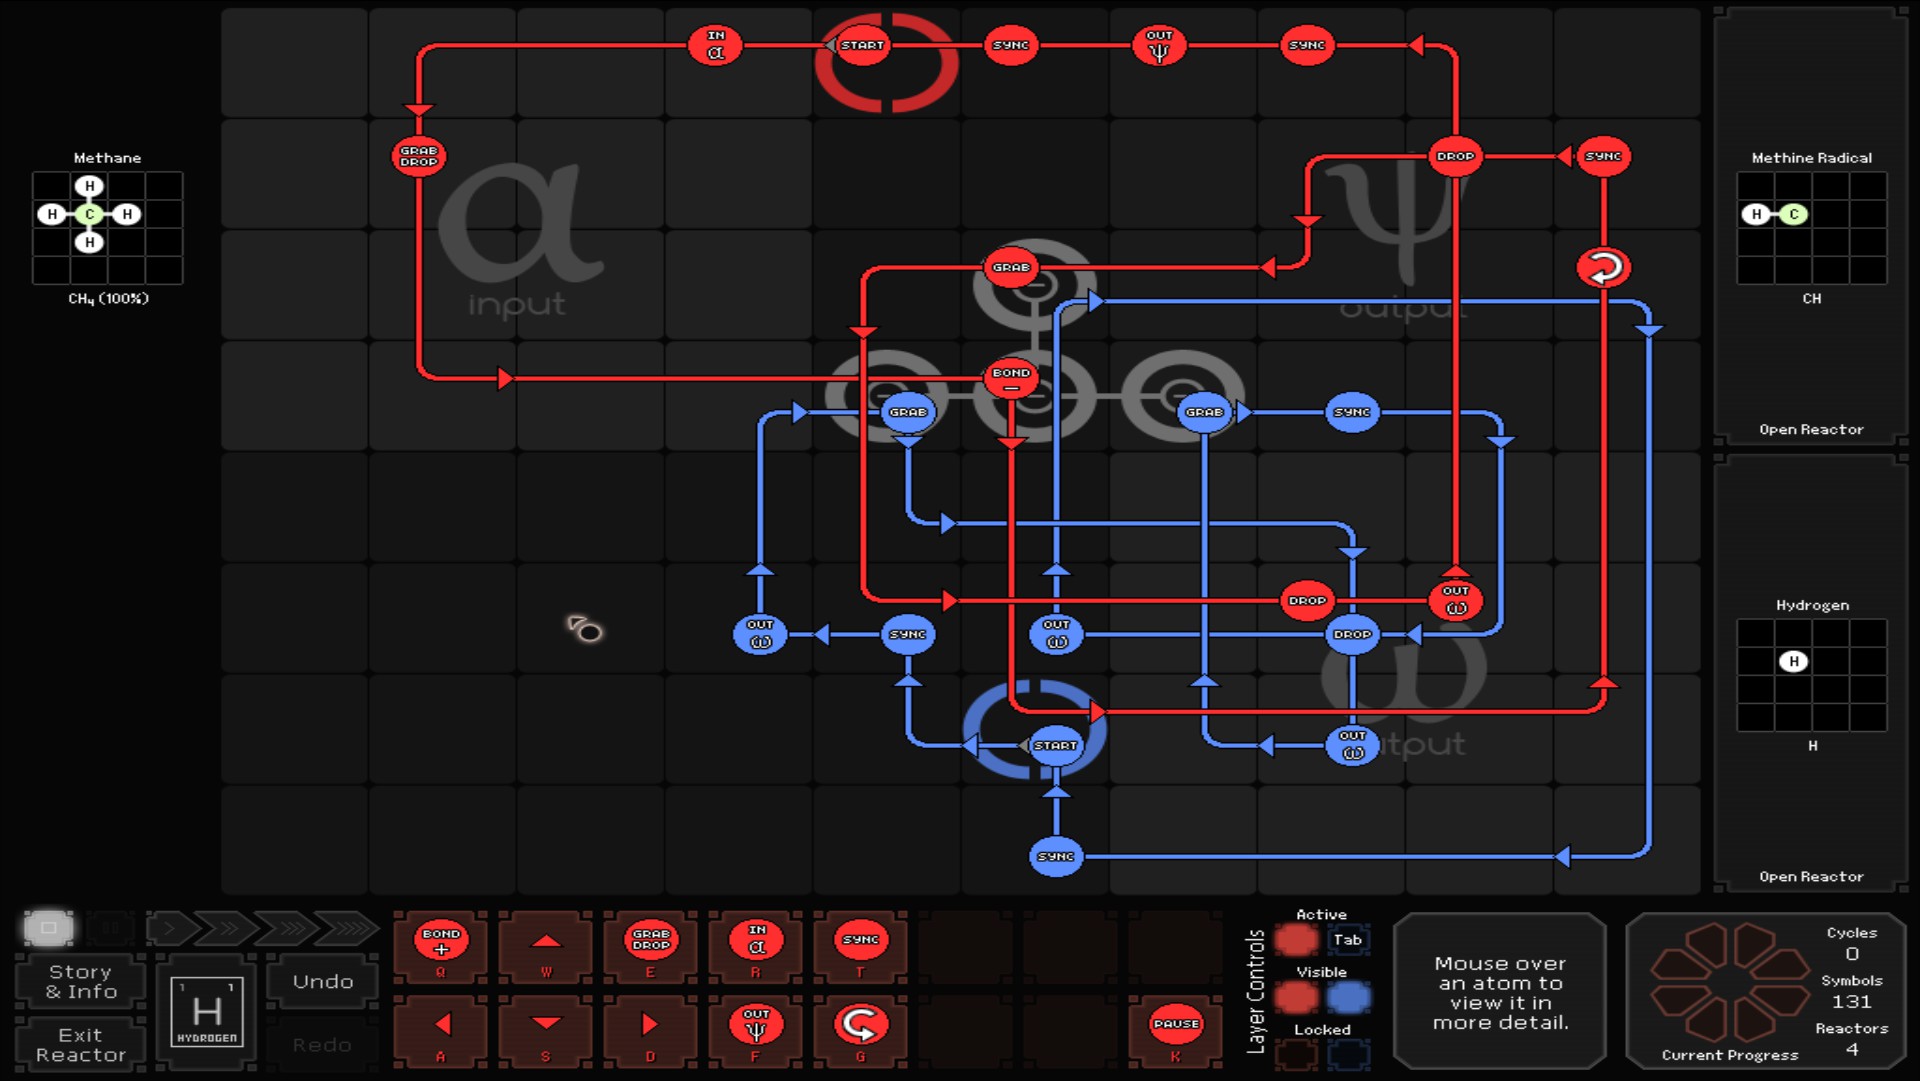 IN
α
START
SYNC
OUT
Ψ
SYNC
Methane
H
H C H
H
CH₄ (100%)
GRAB
DROP
α
input
DROP
SYNC
Ψ
output
Methine Radical
H C
CH
Open Reactor
GRAB
BOND
−
GRAB
GRAB
SYNC
DROP
OUT
ω
OUT
ω
SYNC
OUT
ω
DROP
ω
START
OUT
ω
SYNC
Hydrogen
H
H
Open Reactor
Story
& Info
Exit
Reactor
1 1
H
HYDROGEN
Undo
Redo
BOND
+
Q
W
GRAB
DROP
E
IN
α
R
SYNC
T
A
S
D
OUT
Ψ
F
G
PAUSE
K
Layer Controls
Active
Tab
Visible
Locked
Mouse over
an atom to
view it in
more detail.
Cycles
0
Symbols
131
Reactors
4
Current Progress